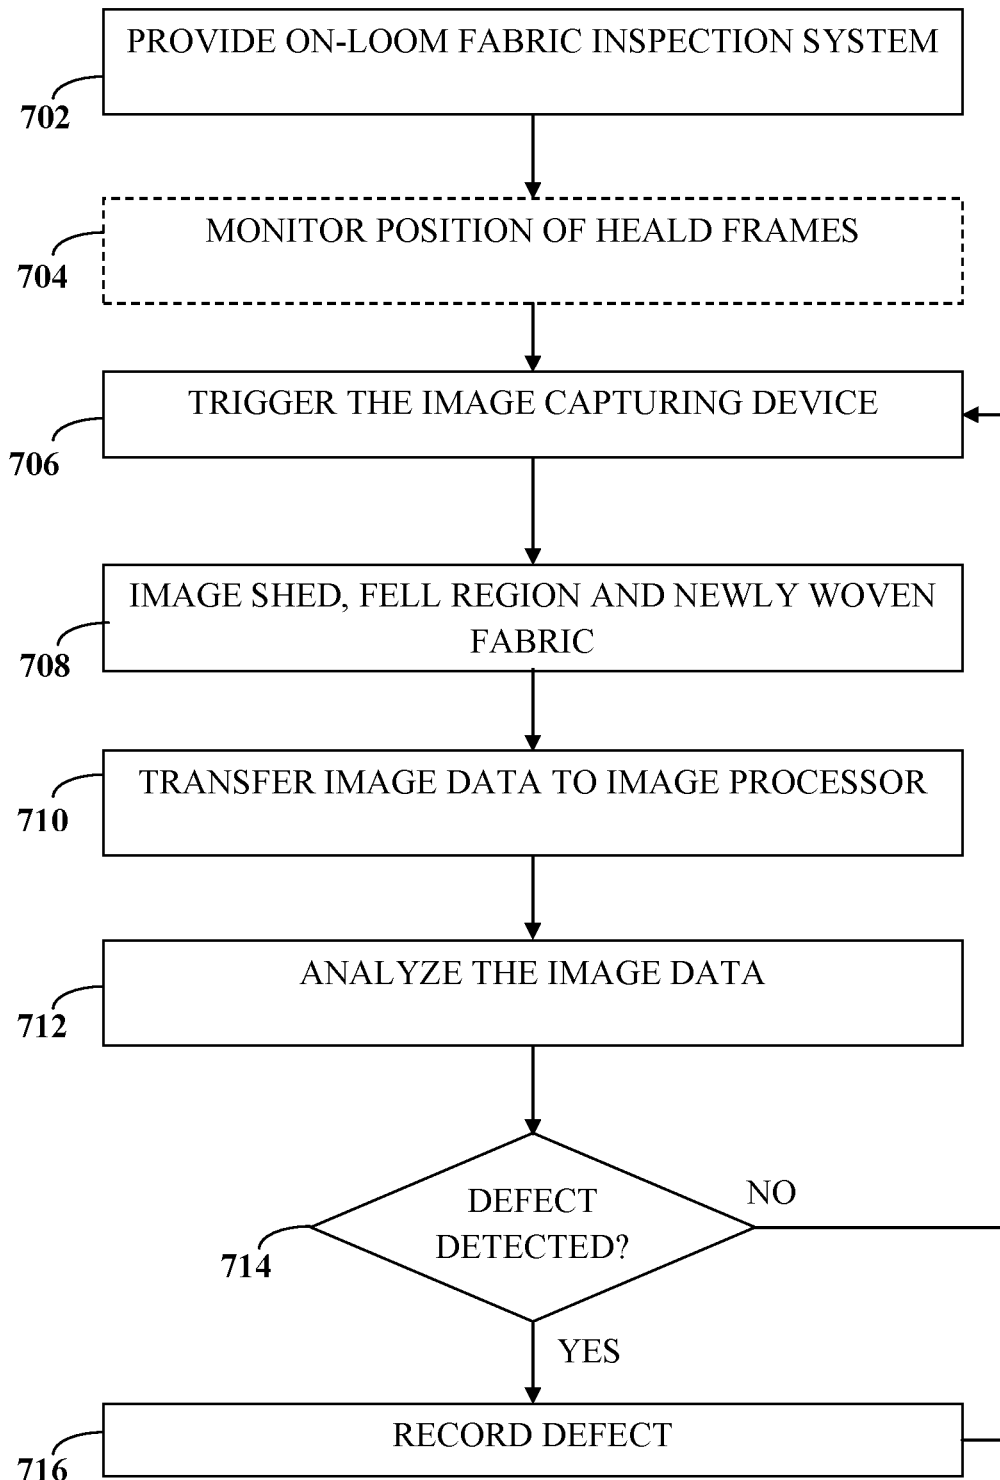 PROVIDE ON-LOOM FABRIC INSPECTION SYSTEM
702
MONITOR POSITION OF HEALD FRAMES
704
TRIGGER THE IMAGE CAPTURING DEVICE
706
IMAGE SHED, FELL REGION AND NEWLY WOVEN
FABRIC
708
TRANSFER IMAGE DATA TO IMAGE PROCESSOR
710
ANALYZE THE IMAGE DATA
712
NO
DEFECT
DETECTED?
714
YES
RECORD DEFECT
716